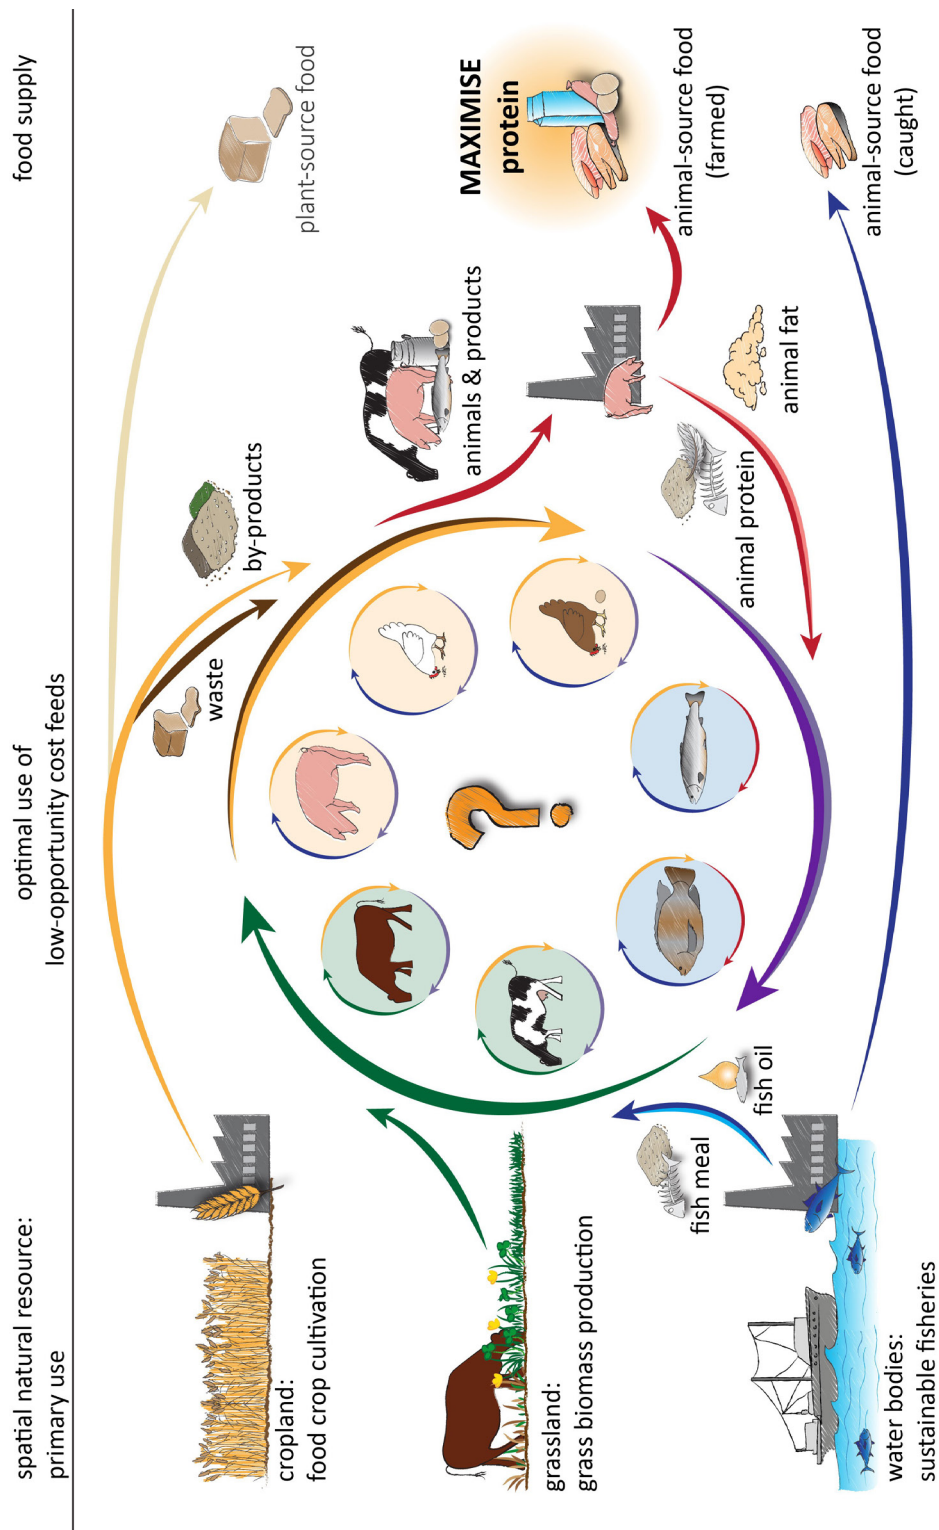 spatial natural resource:
primary use
optimal use of
low-opportunity cost feeds
food supply
cropland:
food crop cultivation
waste
by-products
plant-source food
animals & products
MAXIMISE
protein
animal-source food
(farmed)
grassland:
grass biomass production
animal protein
animal fat
fish meal
fish oil
water bodies:
sustainable fisheries
animal-source food
(caught)